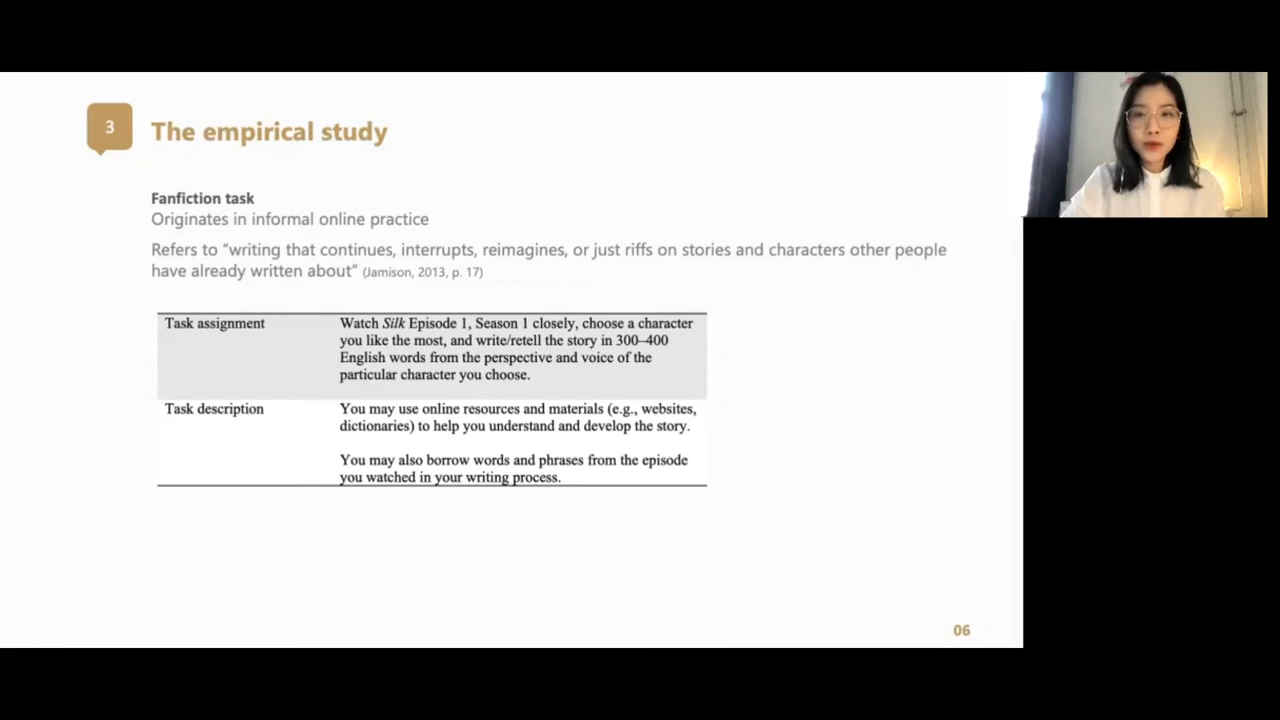 3
The empirical study
Fanfiction task
Originates in informal online practice
Refers to “writing that continues, interrupts, reimagines, or just riffs on stories and characters other people
have already written about“ (Jamison, 2013, p. 17)
Task assignment
Watch Silk Episode 1, Season 1 closely, choose a character
you like the most, and write/retell the story in 300–400
English words from the perspective and voice of the
particular character you choose.
Task description
You may use online resources and materials (e.g., websites,
dictionaries) to help you understand and develop the story.
You may also borrow words and phrases from the episode
you watched in your writing process.
06